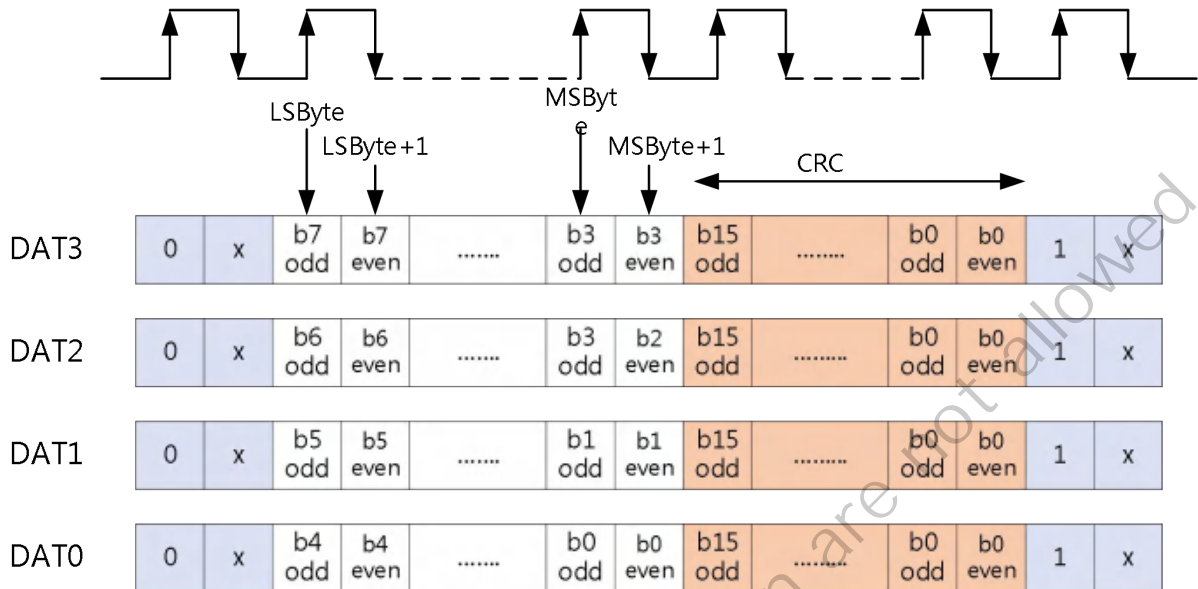 LSByte
MSByt
e
LSByte+1
MSByte+1
CRC
DAT3 0 x b7 odd b7 even ....... b3 odd b3 even b15 odd ........ b0 odd b0 even 1 x
DAT2 0 x b6 odd b6 even ....... b3 odd b2 even b15 odd ......... b0 odd b0 even 1 x
DAT1 0 x b5 odd b5 even ....... b1 odd b1 even b15 odd ......... b0 odd b0 even 1 x
DAT0 0 x b4 odd b4 even ....... b0 odd b0 even b15 odd ......... b0 odd b0 even 1 x
are not allowed